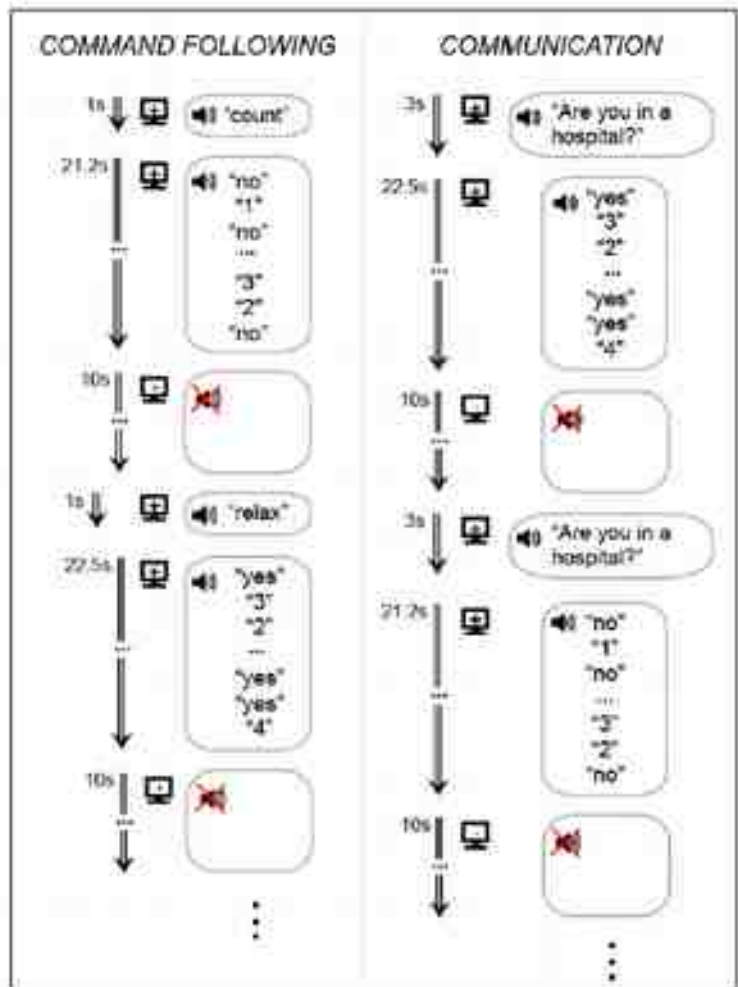 COMMAND FOLLOWING
1s
"count"
21.2s
"no"
"1"
"no"
...
"3"
"2"
"no"
...
10s
...
1s
"relax"
22.5s
"yes"
"3"
"2"
...
"yes"
"yes"
"4"
...
10s
...
COMMUNICATION
3s
"Are you in a
hospital?"
22.5s
"yes"
"3"
"2"
...
"yes"
"yes"
"4"
...
10s
...
3s
"Are you in a
hospital?"
21.2s
"no"
"1"
"no"
...
"2"
"no"
...
10s
...